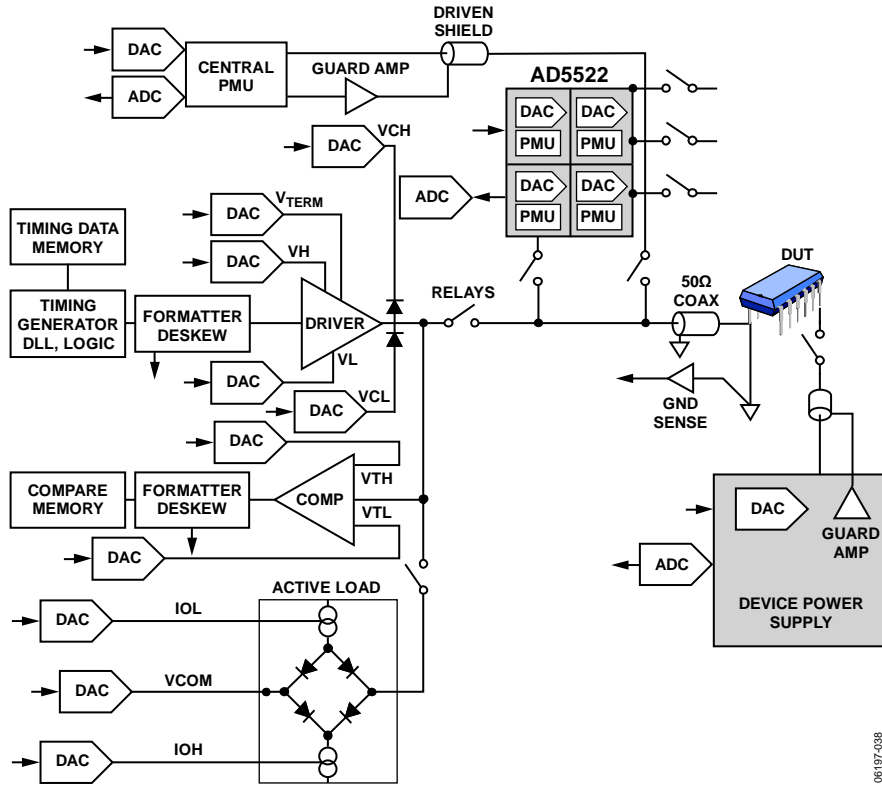 DRIVEN
SHIELD
DAC
ADC
CENTRAL
PMU
GUARD AMP
AD5522
DAC
DAC
PMU
PMU
DAC
DAC
PMU
PMU
ADC
DAC
VCH
DAC
VTERM
DAC
VH
TIMING DATA
MEMORY
TIMING
GENERATOR
DLL, LOGIC
FORMATTER
DESKEW
DRIVER
RELAYS
50Ω
COAX
DUT
DAC
VL
DAC
VCL
GND
SENSE
DAC
VTH
COMPARE
MEMORY
FORMATTER
DESKEW
COMP
VTL
DAC
DAC
GUARD
AMP
ADC
DEVICE POWER
SUPPLY
ACTIVE LOAD
DAC
IOL
DAC
VCOM
DAC
IOH
06197-038